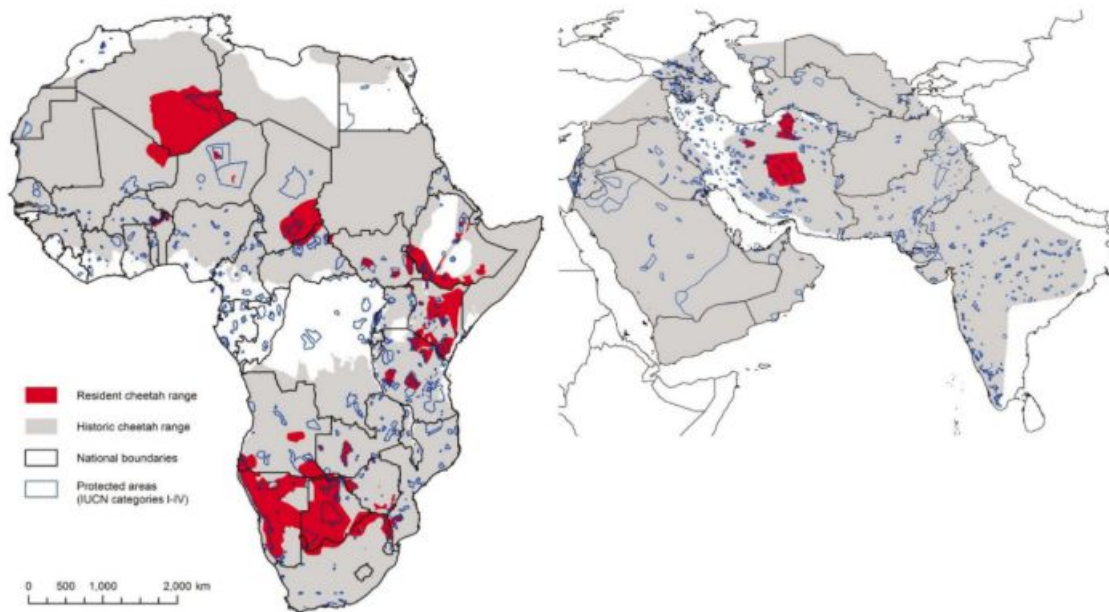 Resident cheetah range
Historic cheetah range
National boundaries
Protected areas
(IUCN categories I-IV)
0 500 1,000 2,000 km